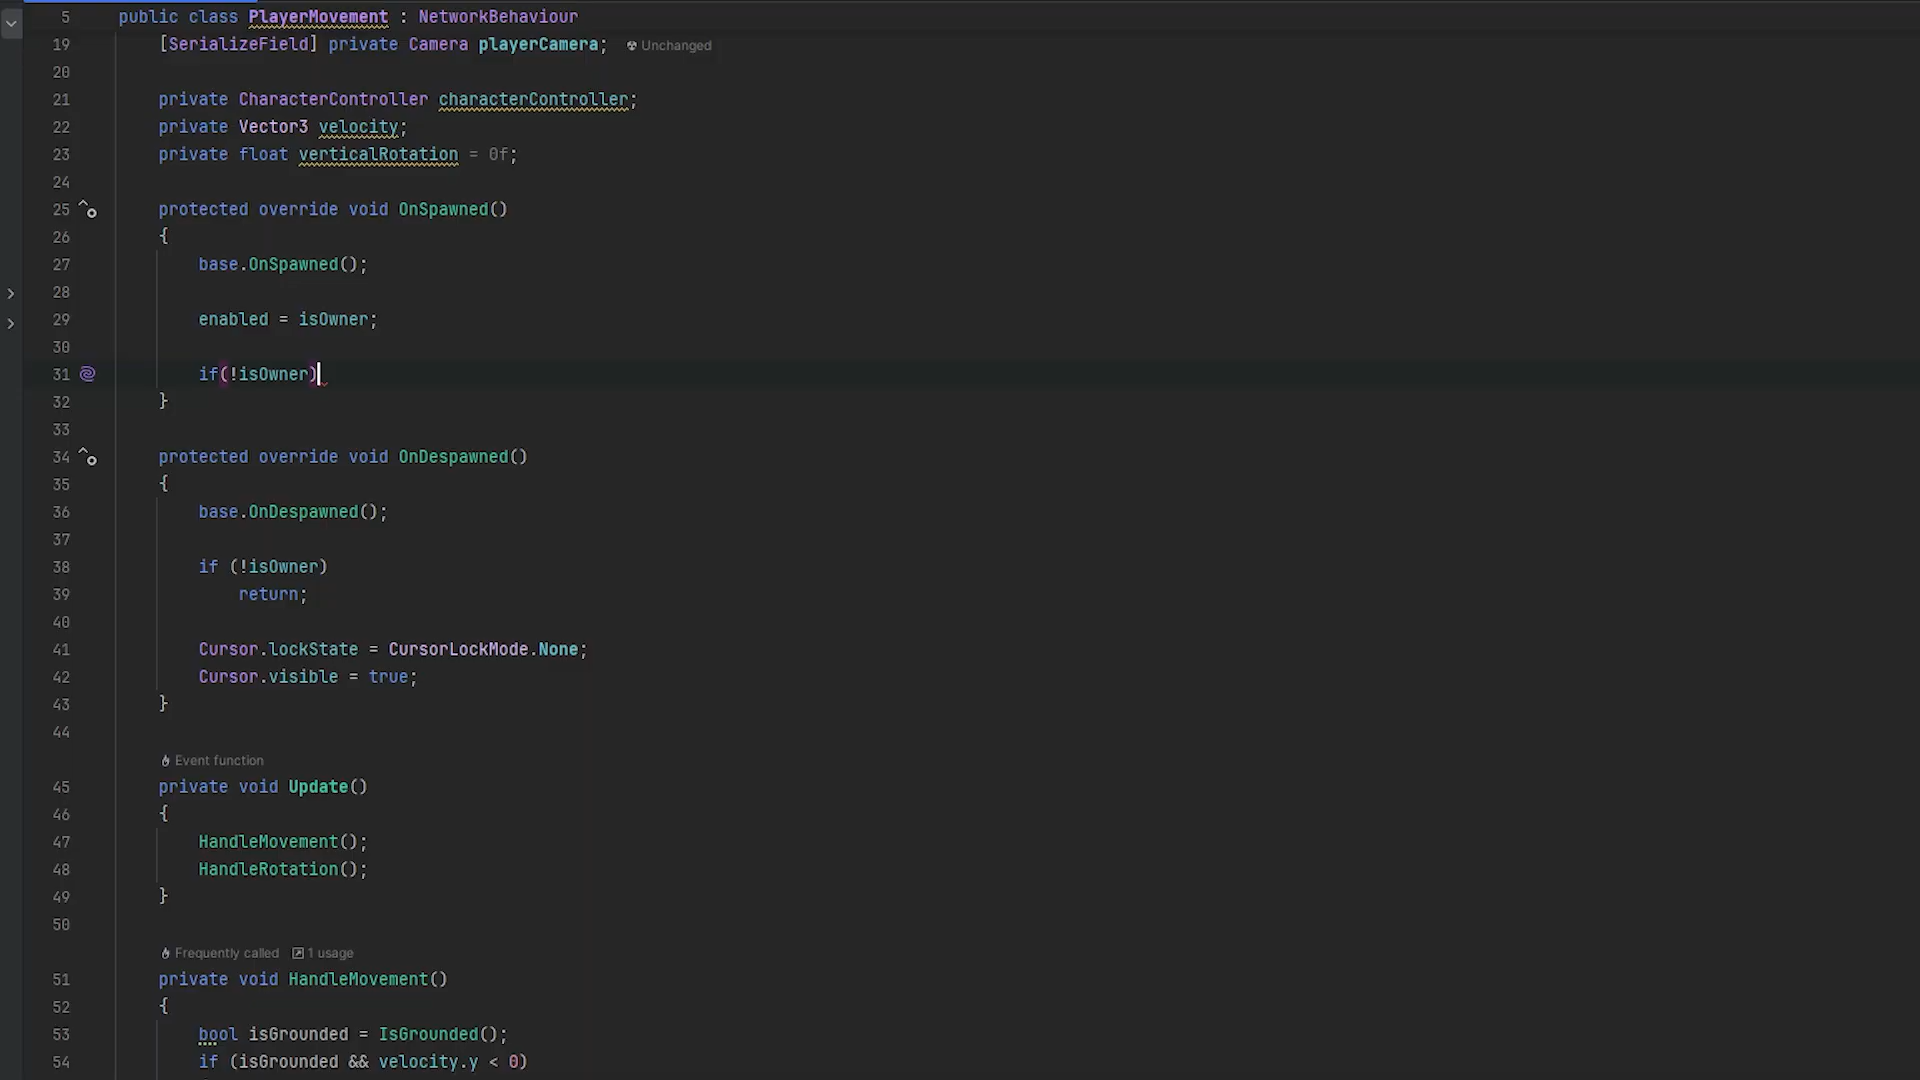 5 public class PlayerMovement : NetworkBehaviour
19 [SerializeField] private Camera playerCamera; Unchanged
20
21 private CharacterController characterController;
22 private Vector3 velocity;
23 private float verticalRotation = 0f;
24
25 protected override void OnSpawned()
26 {
27 base.OnSpawned();
28
29 enabled = isOwner;
30
31 if(!isOwner)
32 }
33
34 protected override void OnDespawned()
35 {
36 base.OnDespawned();
37
38 if (!isOwner)
39 return;
40
41 Cursor.lockState = CursorLockMode.None;
42 Cursor.visible = true;
43 }
44
Event function
45 private void Update()
46 {
47 HandleMovement();
48 HandleRotation();
49 }
50
Frequently called 1 usage
51 private void HandleMovement()
52 {
53 bool isGrounded = IsGrounded();
54 if (isGrounded && velocity.y < 0)